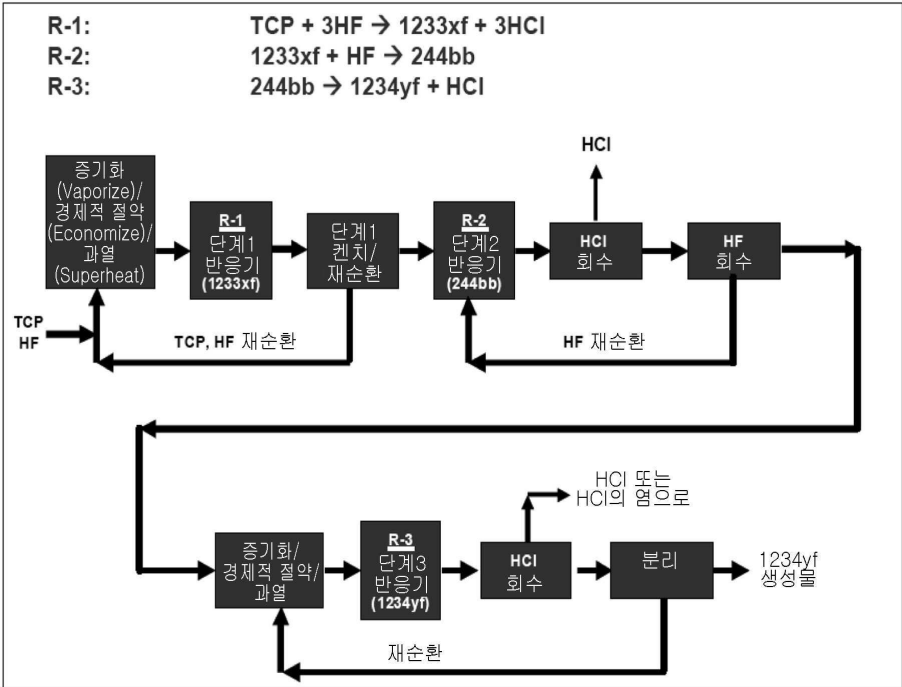 R-1: TCP + 3HF → 1233xf + 3HCl
R-2: 1233xf + HF → 244bb
R-3: 244bb → 1234yf + HCl
HCl
증기화
(Vaporize)/
경제적 절약
(Economize)/
과열
(Superheat)
R-1
단계1
반응기
(1233xf)
단계1
켄치/
재순환
R-2
단계2
반응기
(244bb)
HCl
회수
HF
회수
TCP
HF
TCP, HF 재순환
HF 재순환
HCl 또는
HCl의 염으로
증기화/
경제적 절약/
과열
R-3
단계3
반응기
(1234yf)
HCl
회수
분리
1234yf
생성물
재순환